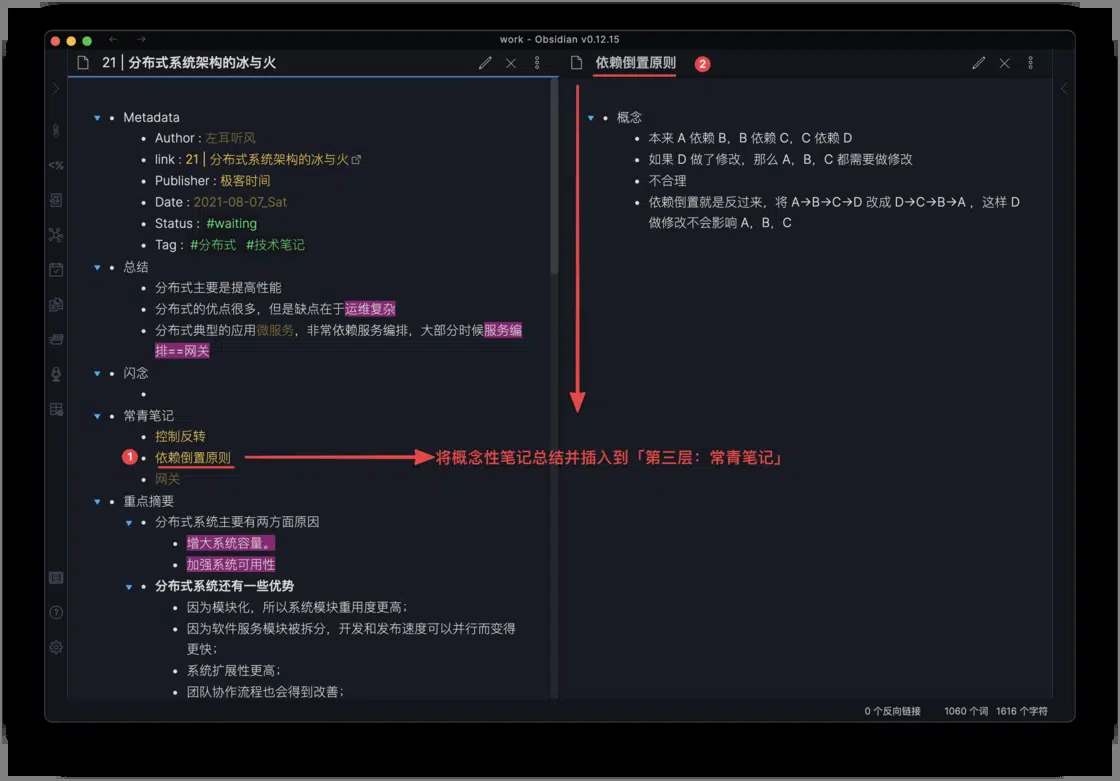 work - Obsidian v0.12.15
21 | 分布式系统架构的冰与火
Metadata
Author : 左耳听风
link : 21 | 分布式系统架构的冰与火
Publisher : 极客时间
Date : 2021-08-07_Sat
Status : #waiting
Tag : #分布式 #技术笔记
总结
分布式主要是提高性能
分布式的优点很多，但是缺点在于运维复杂
分布式典型的应用微服务，非常依赖服务编排，大部分时候服务编
排==网关
闪念
常青笔记
控制反转
1 依赖倒置原则
网关
重点摘要
分布式系统主要有两方面原因
增大系统容量。
加强系统可用性
分布式系统还有一些优势
因为模块化，所以系统模块重用度更高；
因为软件服务模块被拆分，开发和发布速度可以并行而变得
更快；
系统扩展性更高；
团队协作流程也会得到改善；
依赖倒置原则 2
概念
本来 A 依赖 B，B 依赖 C，C 依赖 D
如果 D 做了修改，那么 A，B，C 都需要做修改
不合理
依赖倒置就是反过来，将 A→B→C→D 改成 D→C→B→A ，这样 D
做修改不会影响 A，B，C
将概念性笔记总结并插入到「第三层：常青笔记」
0 个反向链接 1060 个词 1616 个字符